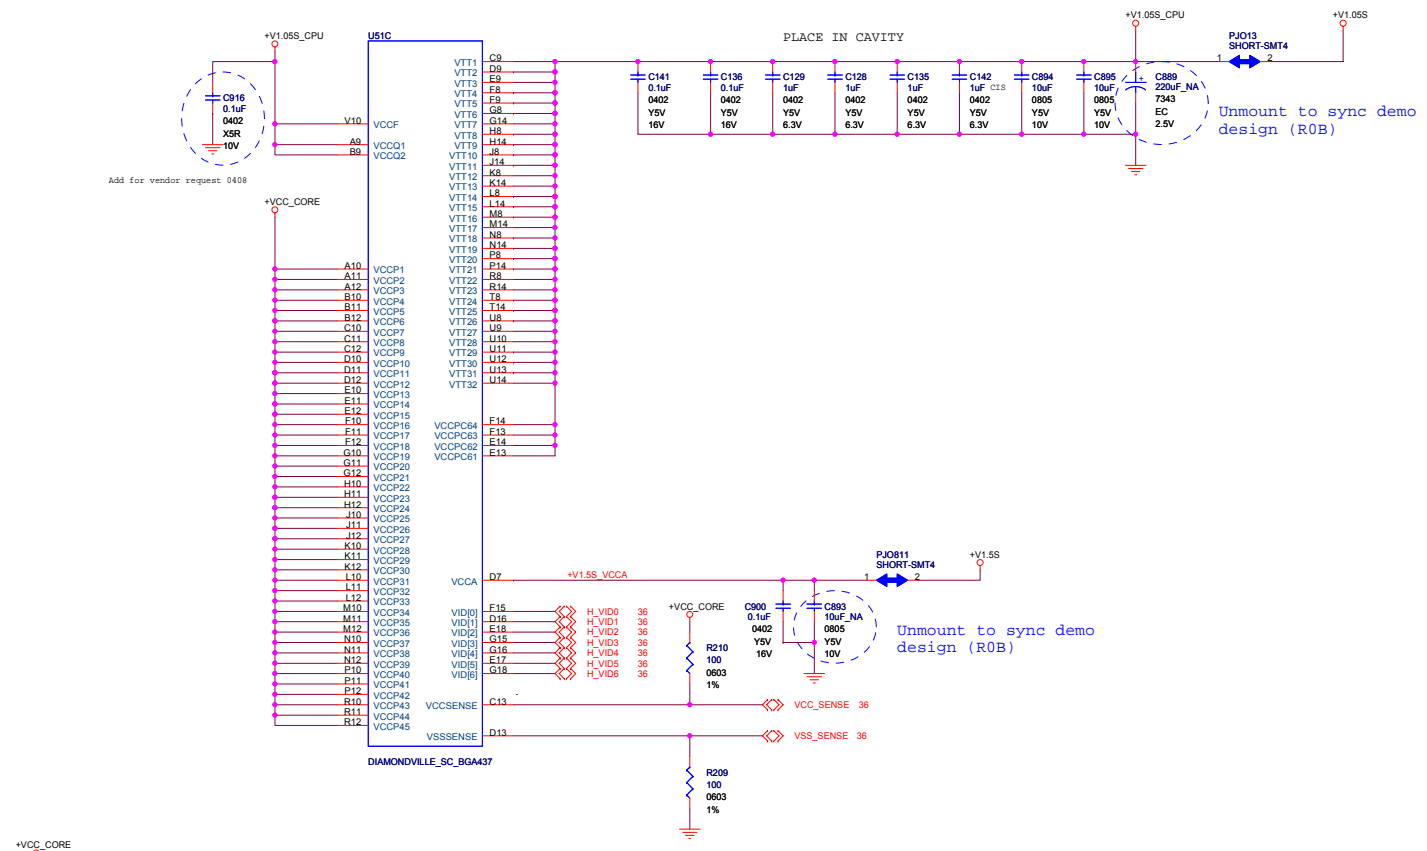 +V1.05S_CPU
U51C
PLACE IN CAVITY
+V1.05S_CPU
+V1.05S
PJO13
SHORT-SMT4
1
2
C916
0.1uF
0402
X5R
10V
Add for vendor request 0408
C141
0.1uF
0402
Y5V
16V
C136
0.1uF
0402
Y5V
16V
C129
1uF
0402
Y5V
6.3V
C128
1uF
0402
Y5V
6.3V
C135
1uF
0402
Y5V
6.3V
C142
1uF CIS
0402
Y5V
6.3V
C894
10uF
0805
Y5V
10V
C895
10uF
0805
Y5V
10V
+
C889
220uF_NA
7343
EC
2.5V
Unmount to sync demo
design (R0B)
V10 VCCF
A9 VCCQ1
B9 VCCQ2
+VCC_CORE
A10 VCCP1
A11 VCCP2
A12 VCCP3
B10 VCCP4
B11 VCCP5
B12 VCCP6
C10 VCCP7
C11 VCCP8
C12 VCCP9
D10 VCCP10
D11 VCCP11
D12 VCCP12
E10 VCCP13
E11 VCCP14
E12 VCCP15
F10 VCCP16
F11 VCCP17
F12 VCCP18
G10 VCCP19
G11 VCCP20
G12 VCCP21
H10 VCCP22
H11 VCCP23
H12 VCCP24
J10 VCCP25
J11 VCCP26
J12 VCCP27
K10 VCCP28
K11 VCCP29
K12 VCCP30
L10 VCCP31
L11 VCCP32
L12 VCCP33
M10 VCCP34
M11 VCCP35
M12 VCCP36
N10 VCCP37
N11 VCCP38
N12 VCCP39
P10 VCCP40
P11 VCCP41
P12 VCCP42
R10 VCCP43
R11 VCCP44
R12 VCCP45
VTT1 C9
VTT2 D9
VTT3 E9
VTT4 F8
VTT5 F9
VTT6 G8
VTT7 G14
VTT8 H8
VTT9 H14
VTT10 J8
VTT11 J14
VTT12 K8
VTT13 K14
VTT14 L8
VTT15 L14
VTT16 M8
VTT17 M14
VTT18 N8
VTT19 N14
VTT20 P8
VTT21 P14
VTT22 R8
VTT23 R14
VTT24 T8
VTT25 T14
VTT26 U8
VTT27 U9
VTT28 U10
VTT29 U11
VTT30 U12
VTT31 U13
VTT32 U14
VCCPC64 F14
VCCPC63 F13
VCCPC62 E14
VCCPC61 E13
VCCA D7
+V1.5S_VCCA
PJO811
SHORT-SMT4
1
2
+V1.5S
VID[0] F15 H_VID0 36
VID[1] D16 H_VID1 36
VID[2] E18 H_VID2 36
VID[3] G15 H_VID3 36
VID[4] G16 H_VID4 36
VID[5] E17 H_VID5 36
VID[6] G18 H_VID6 36
+VCC_CORE
R210
100
0603
1%
C900
0.1uF
0402
Y5V
16V
C893
10uF_NA
0805
Y5V
10V
Unmount to sync demo
design (R0B)
VCCSENSE C13 VCC_SENSE 36
VSSSENSE D13 VSS_SENSE 36
DIAMONDVILLE_SC_BGA437
R209
100
0603
1%
+VCC_CORE